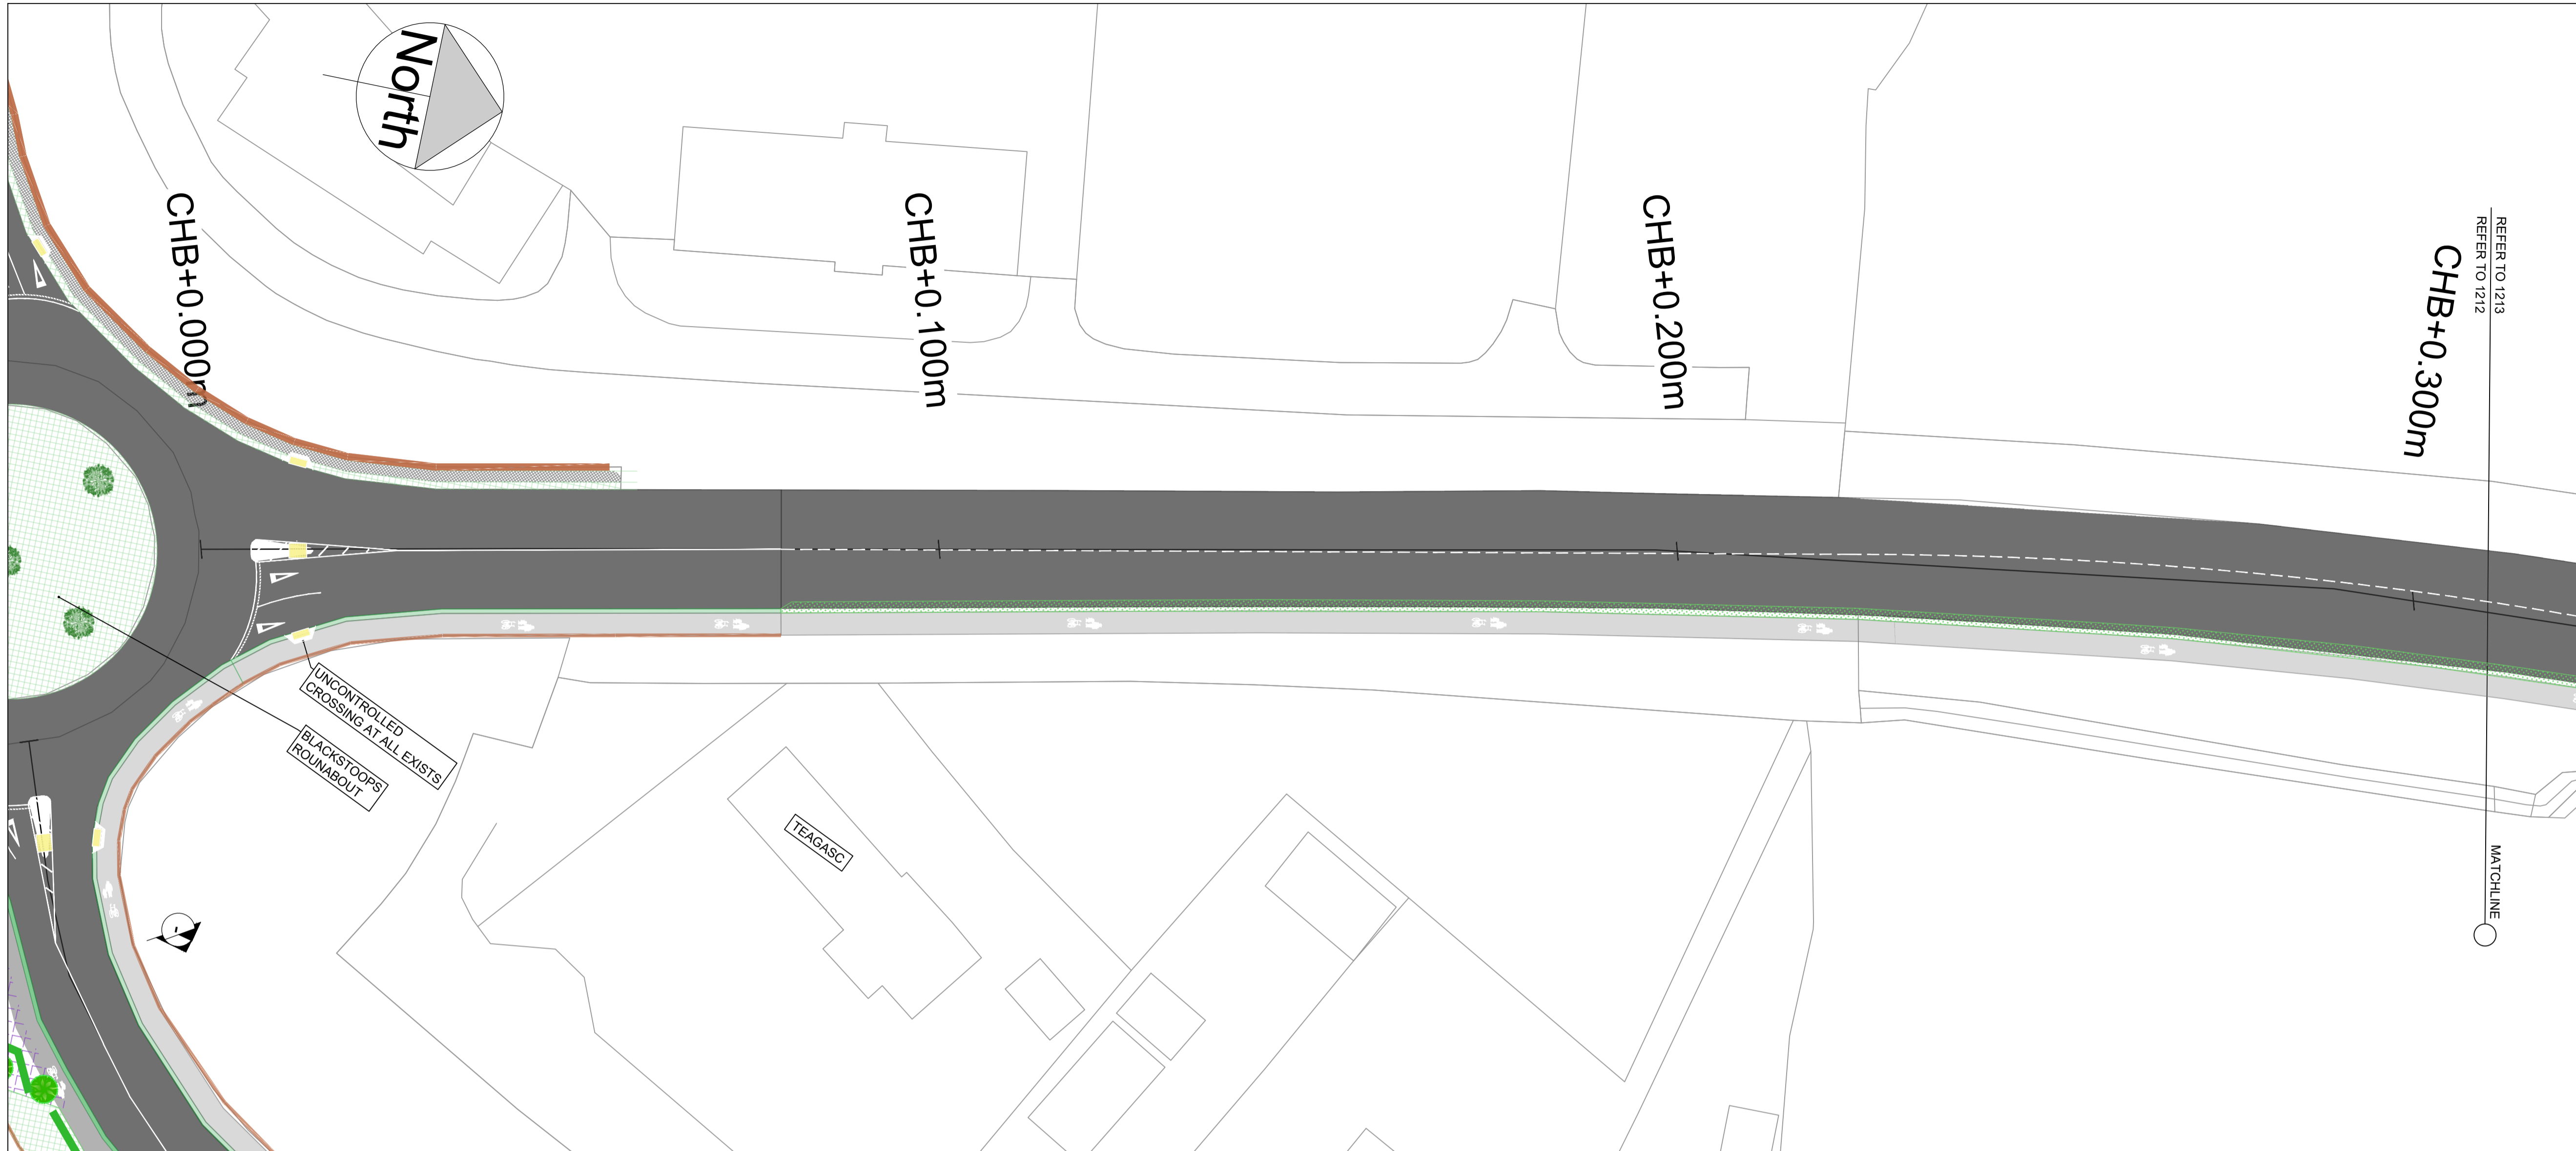 North
CHB+0.000m
CHB+0.100m
CHB+0.200m
CHB+0.300m
REFER TO 1213
REFER TO 1212
UNCONTROLLED
CROSSING AT ALL EXISTS
BLACKSTOOPS
ROUNABOUT
TEAGASC
MATCHLINE
-